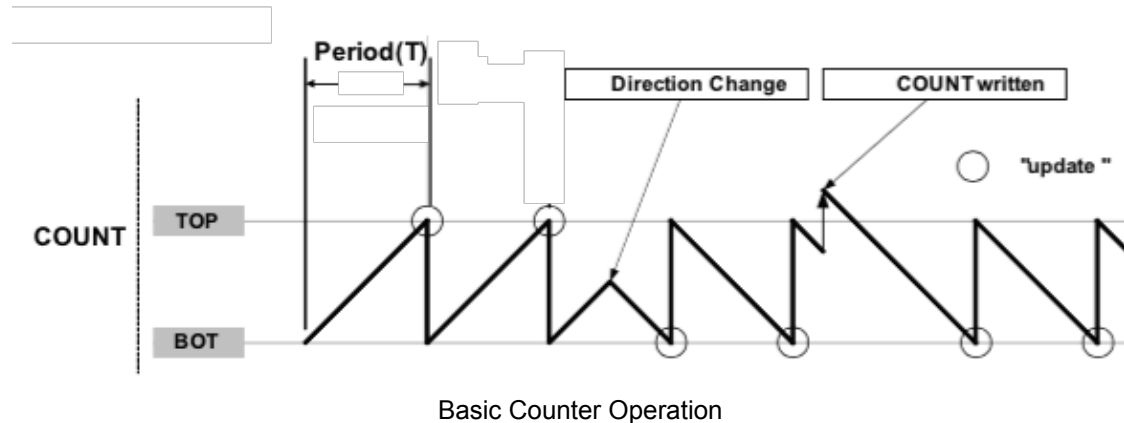 Period(T)
Direction Change
COUNT written
"update "
TOP
COUNT
BOT
Basic Counter Operation